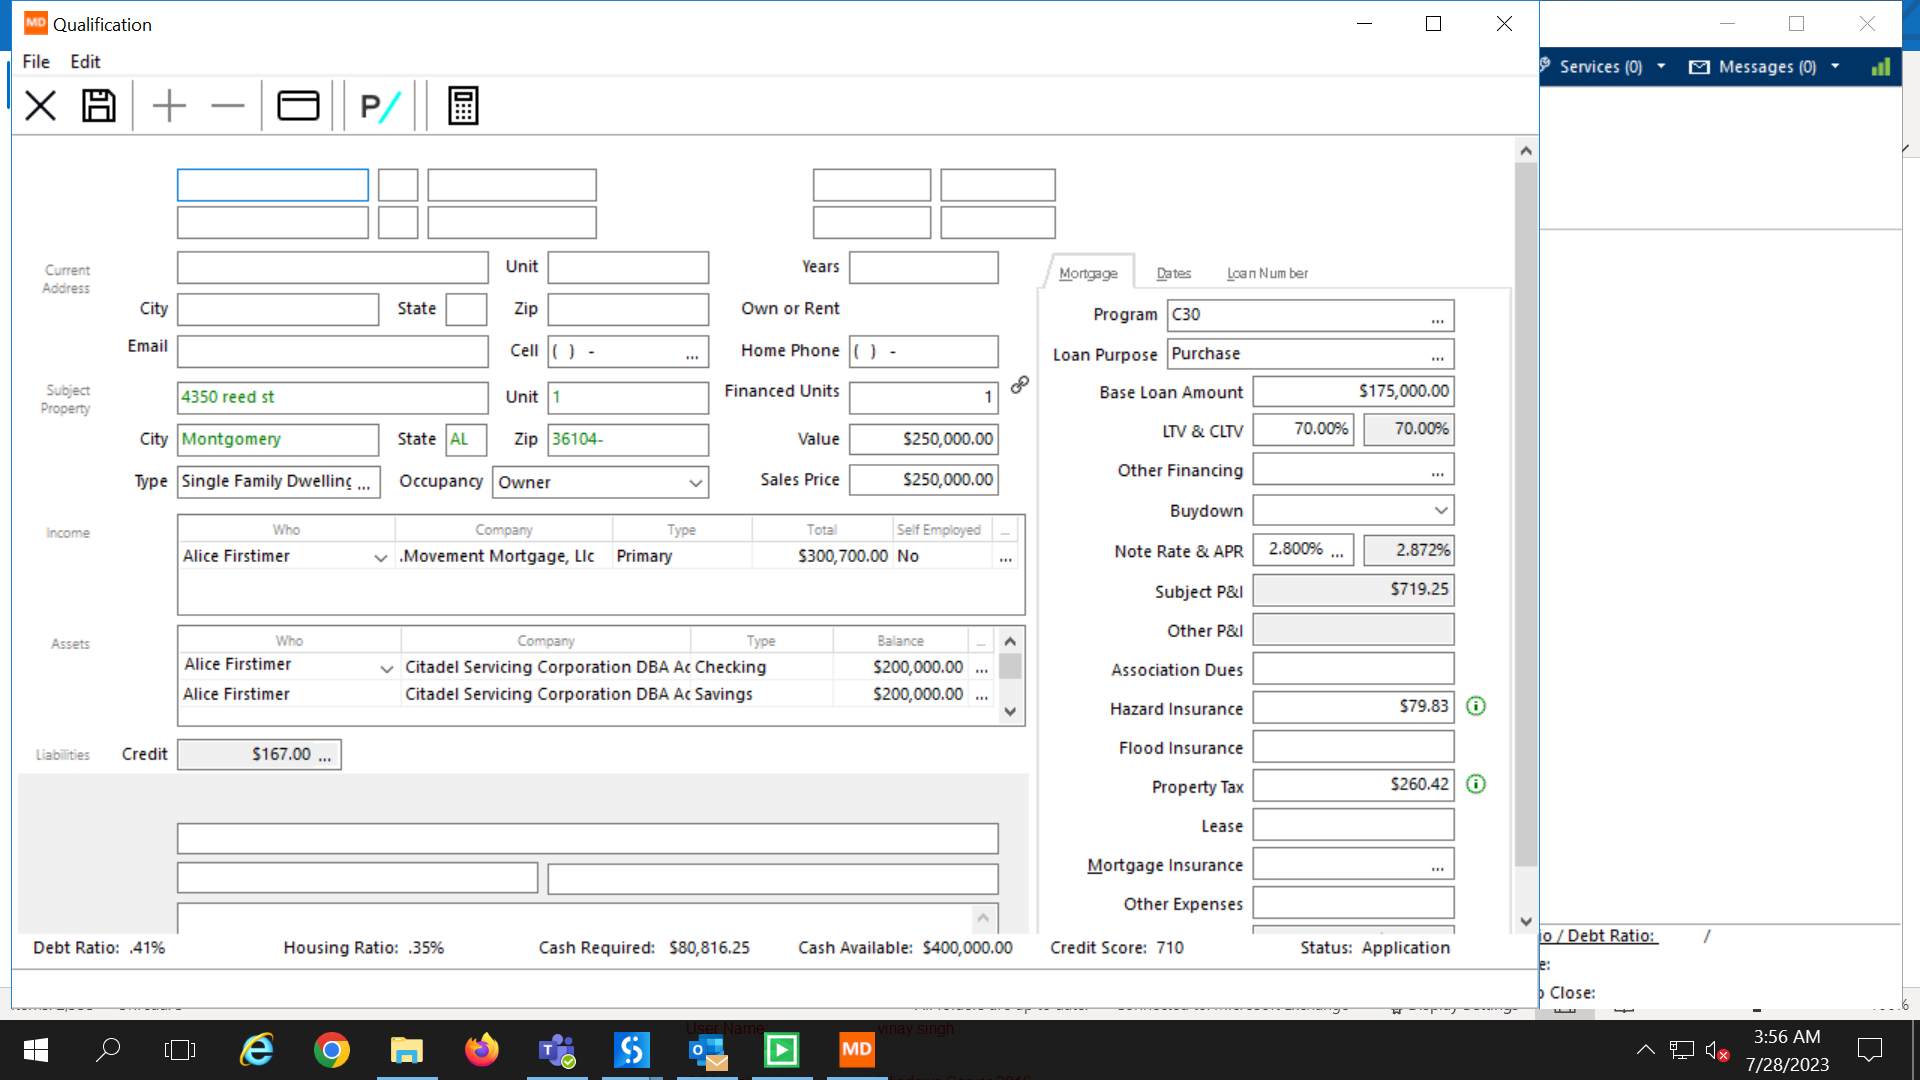 MD Qualification
File Edit
Services (0) Messages (0)
P/
Current Address
Unit
Years
City
State
Zip
Own or Rent
Email
Cell ( ) - ...
Home Phone ( ) -
Subject Property
4350 reed st
Unit 1
Financed Units 1
City Montgomery
State AL
Zip 36104-
Value $250,000.00
Type Single Family Dwelling ...
Occupancy Owner
Sales Price $250,000.00
Income
Who Company Type Total Self Employed ...
Alice Firstimer .Movement Mortgage, Llc Primary $300,700.00 No ...
Assets
Who Company Type Balance ...
Alice Firstimer Citadel Servicing Corporation DBA Ac Checking $200,000.00 ...
Alice Firstimer Citadel Servicing Corporation DBA Ac Savings $200,000.00 ...
Liabilities Credit $167.00 ...
Mortgage Dates Loan Number
Program C30 ...
Loan Purpose Purchase ...
Base Loan Amount $175,000.00
LTV & CLTV 70.00% 70.00%
Other Financing ...
Buydown
Note Rate & APR 2.800% ... 2.872%
Subject P&I $719.25
Other P&I
Association Dues
Hazard Insurance $79.83
Flood Insurance
Property Tax $260.42
Lease
Mortgage Insurance ...
Other Expenses
Debt Ratio: .41% Housing Ratio: .35% Cash Required: $80,816.25 Cash Available: $400,000.00 Credit Score: 710 Status: Application
io / Debt Ratio: /
e:
o Close:
User Name: vinay.singh
MD
3:56 AM
7/28/2023